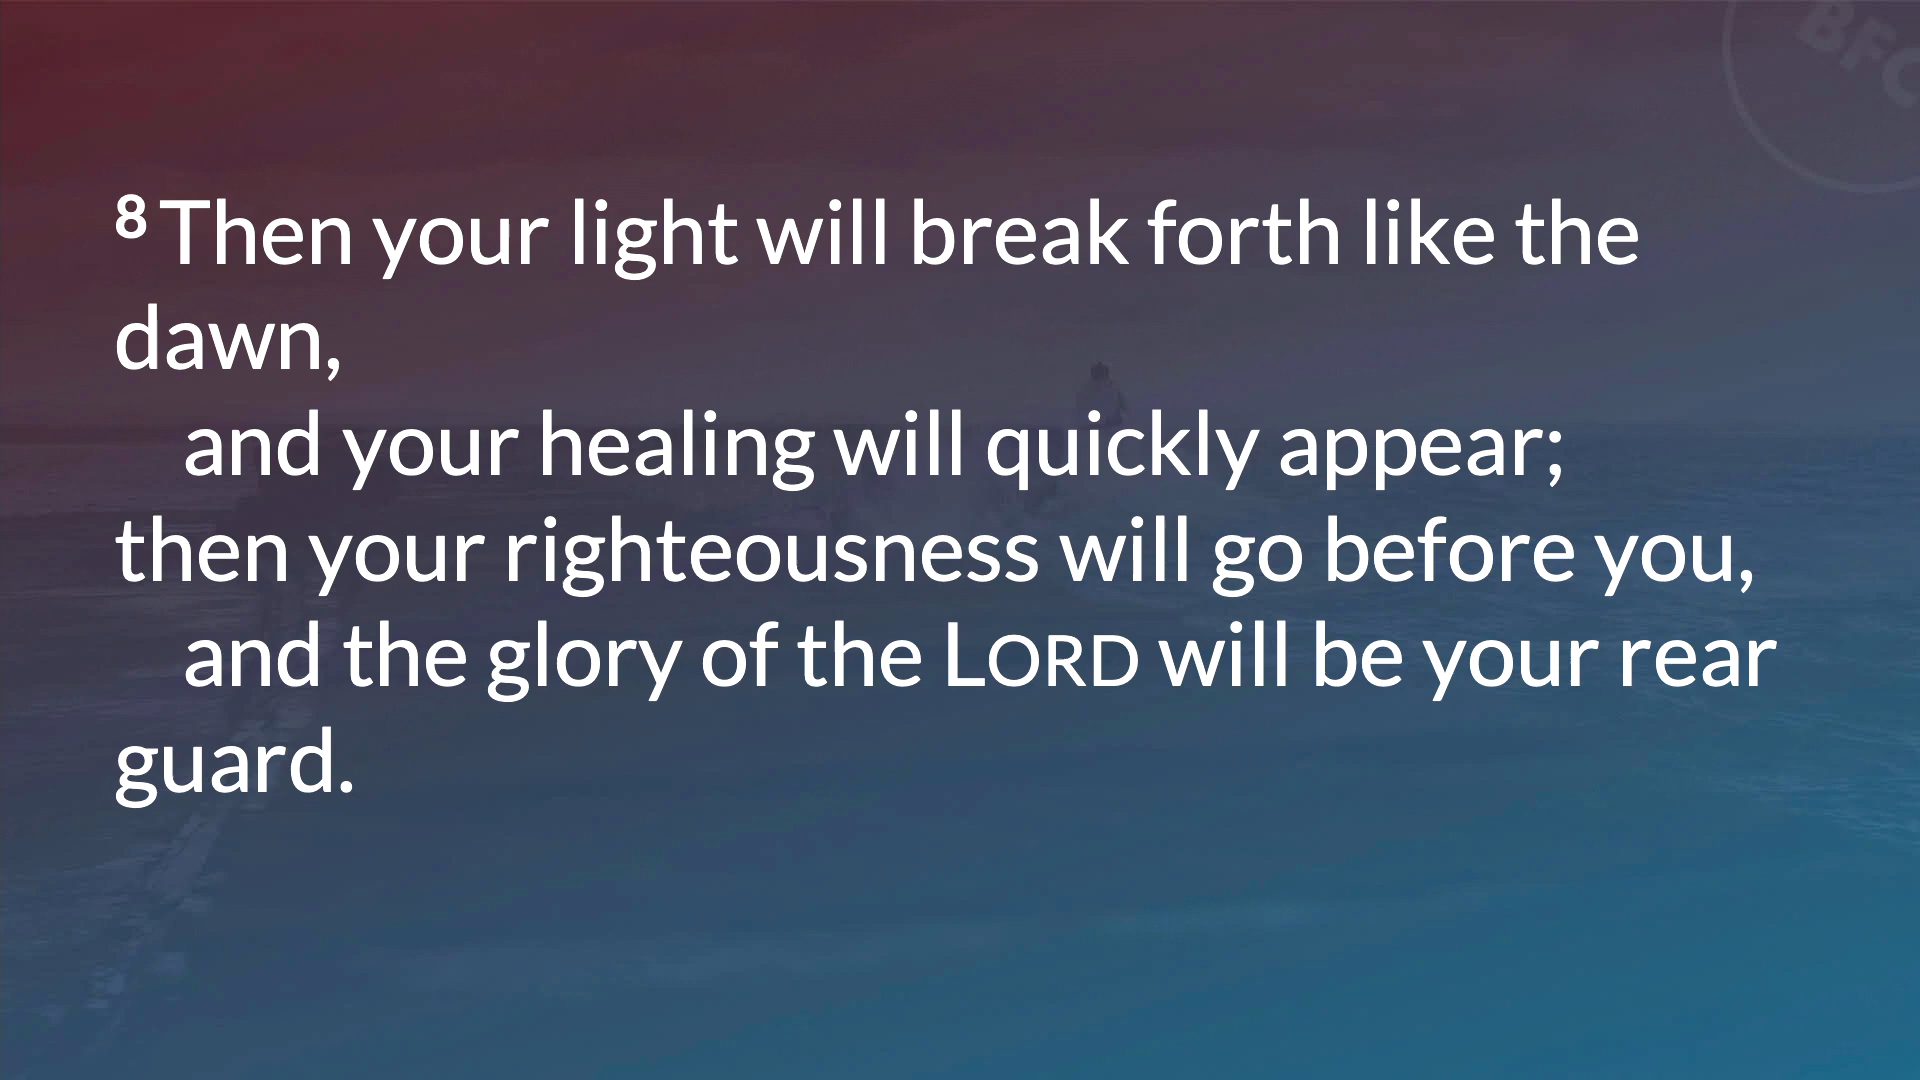 BFC
8 Then your light will break forth like the
dawn,
and your healing will quickly appear;
then your righteousness will go before you,
and the glory of the LORD will be your rear
guard.